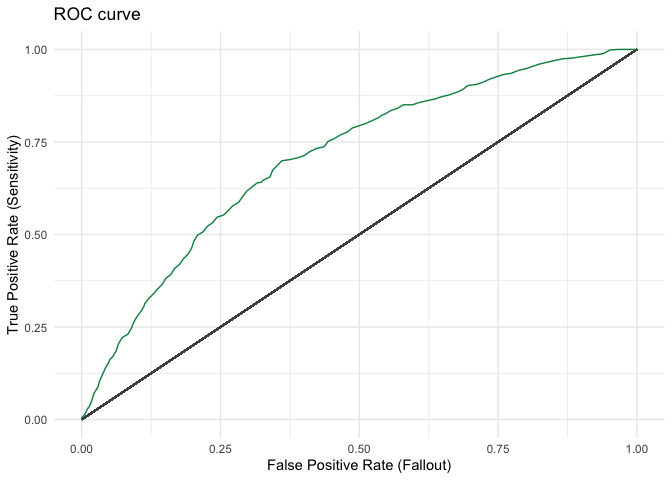 ROC curve
True Positive Rate (Sensitivity)
1.00
0.75
0.50
0.25
0.00
0.00 0.25 0.50 0.75 1.00
False Positive Rate (Fallout)